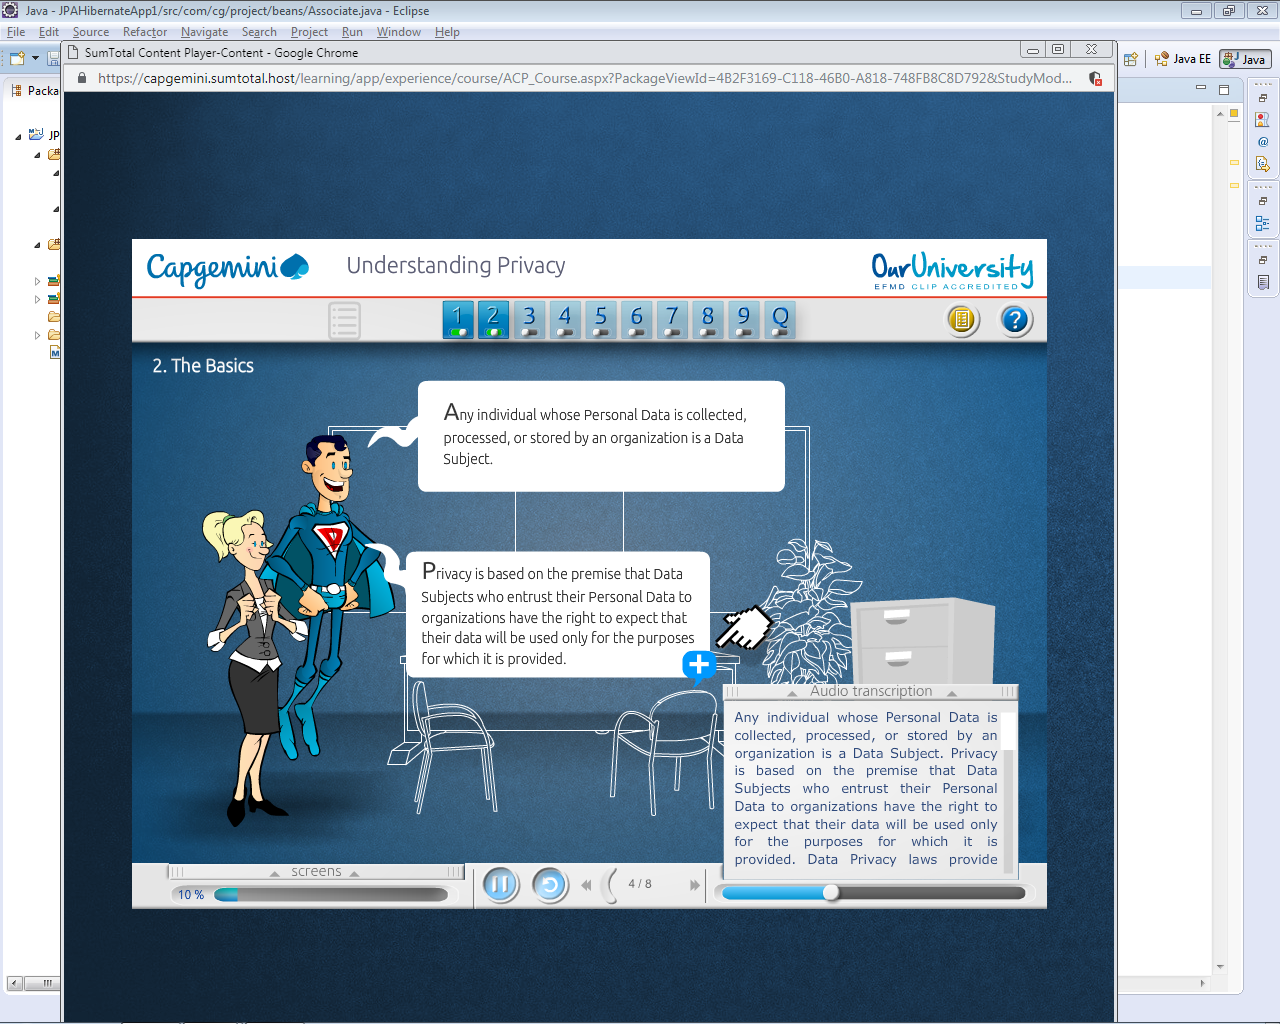 Java - JPAHibernateApp1/src/com/cg/project/beans/Associate.java - Eclipse
File Edit Source Refactor Navigate Search Project Run Window Help
SumTotal Content Player-Content - Google Chrome
https://capgemini.sumtotal.host/learning/app/experience/course/ACP_Course.aspx?PackageViewId=4B2F3169-C118-46B0-A818-748FB8C8D792&StudyMod...
Java EE
Java
Packa
JP
Capgemini
Understanding Privacy
OurUniversity
EFMD CLIP ACCREDITED
1 2 3 4 5 6 7 8 9 Q
?
2. The Basics
Any individual whose Personal Data is collected,
processed, or stored by an organization is a Data
Subject.
Privacy is based on the premise that Data
Subjects who entrust their Personal Data to
organizations have the right to expect that
their data will be used only for the purposes
for which it is provided.
Audio transcription
Any individual whose Personal Data is
collected, processed, or stored by an
organization is a Data Subject. Privacy
is based on the premise that Data
Subjects who entrust their Personal
Data to organizations have the right to
expect that their data will be used only
for the purposes for which it is
provided. Data Privacy laws provide
screens
10 %
4 / 8